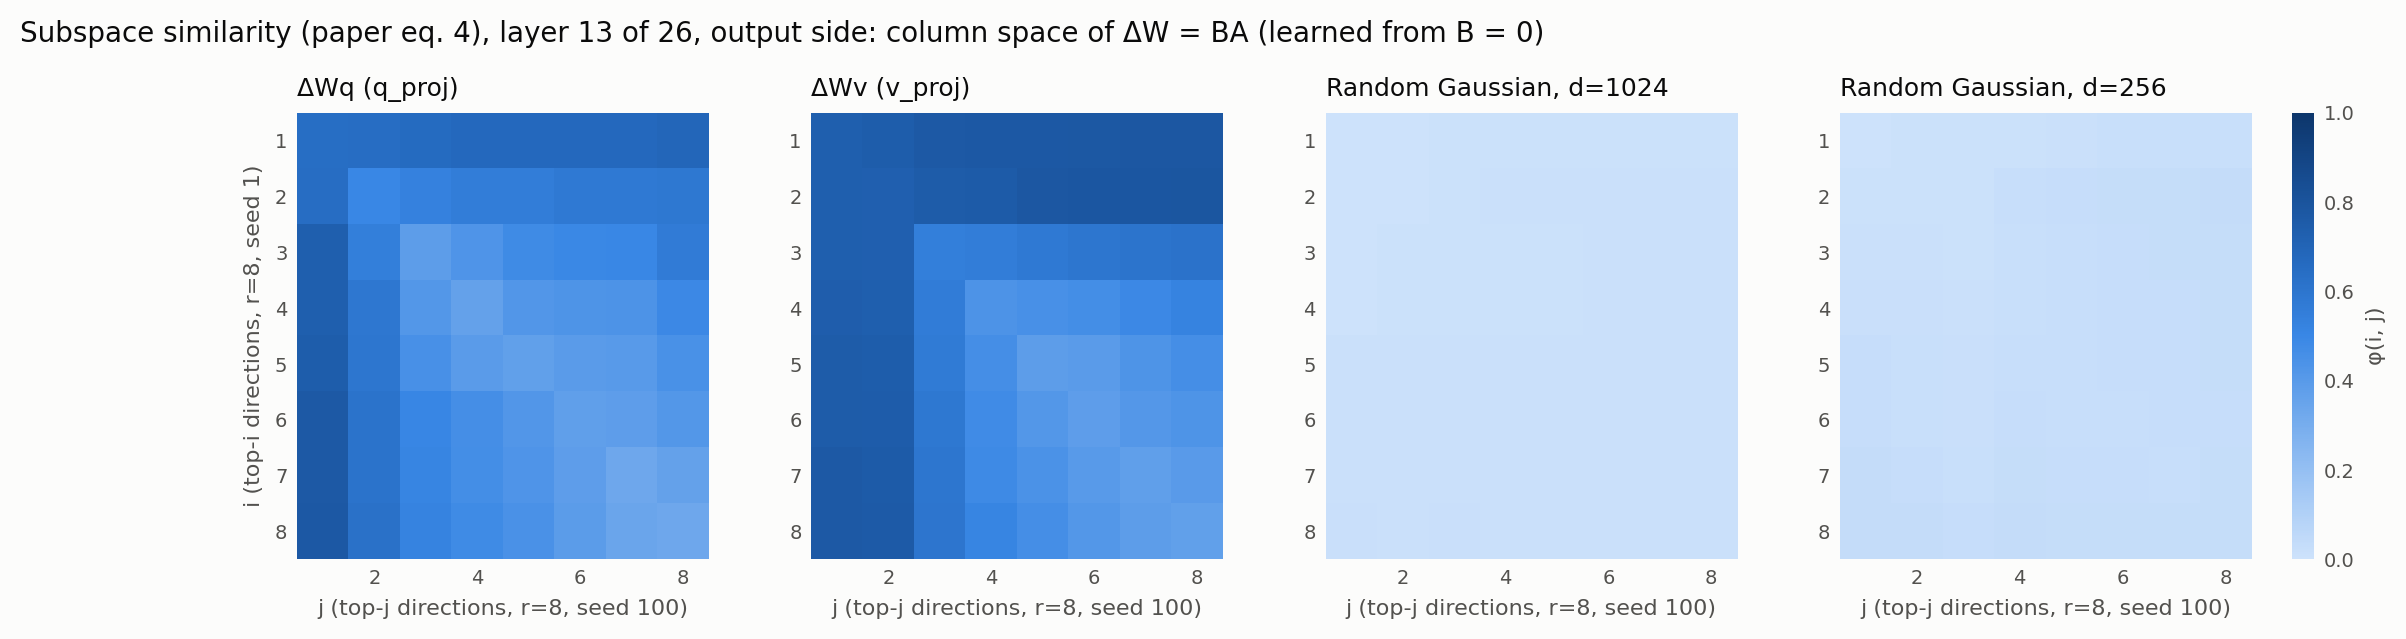 Subspace similarity (paper eq. 4), layer 13 of 26, output side: column space of ΔW = BA (learned from B = 0)
ΔWq (q_proj)
1
2
3
4
5
6
7
8
i (top-i directions, r=8, seed 1)
2 4 6 8
j (top-j directions, r=8, seed 100)
ΔWv (v_proj)
1
2
3
4
5
6
7
8
2 4 6 8
j (top-j directions, r=8, seed 100)
Random Gaussian, d=1024
1
2
3
4
5
6
7
8
2 4 6 8
j (top-j directions, r=8, seed 100)
Random Gaussian, d=256
1
2
3
4
5
6
7
8
2 4 6 8
j (top-j directions, r=8, seed 100)
1.0
0.8
0.6
0.4
0.2
0.0
φ(i, j)